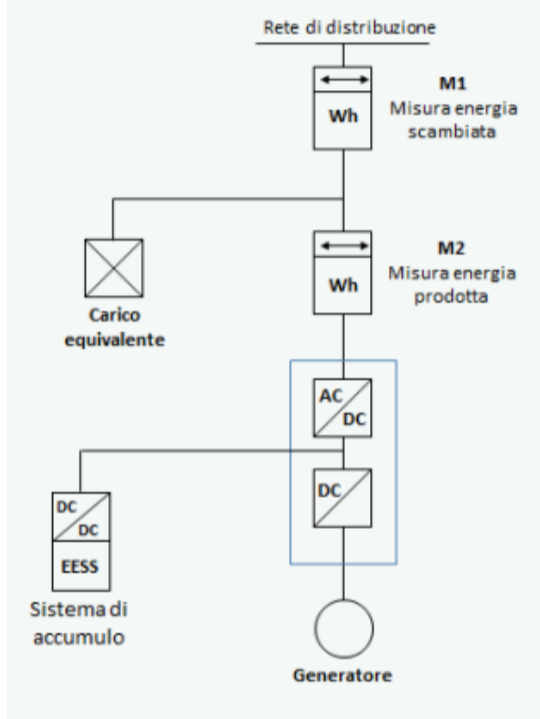 Rete di distribuzione
M1
Misura energia
scambiata
Wh
M2
Misura energia
prodotta
Wh
Carico
equivalente
AC
DC
DC
DC
DC
EESS
Sistema di
accumulo
Generatore